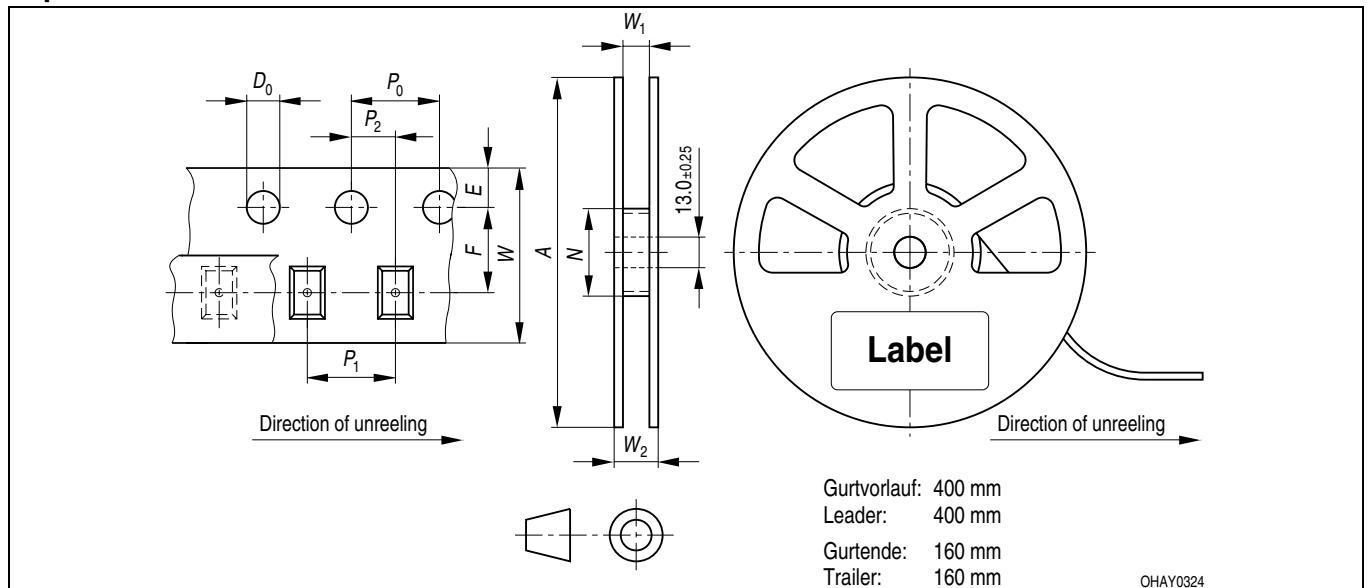 W₁
D₀
P₀
P₂
E
F
W
A
N
13.0±0.25
P₁
Label
Direction of unreeling
W₂
Direction of unreeling
Gurtvorlauf: 400 mm
Leader: 400 mm
Gurtende: 160 mm
Trailer: 160 mm
OHAY0324